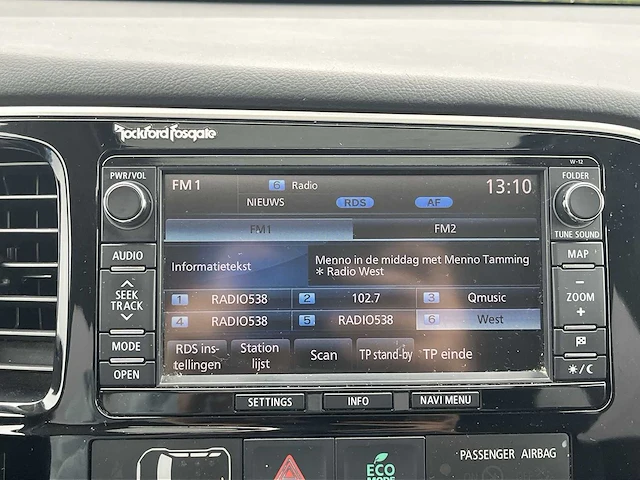 Rockford Fosgate
W-12
PWR/VOL
FOLDER
FM1
6 Radio
13:10
NIEUWS
RDS
AF
TUNE SOUND
FM1
FM2
AUDIO
MAP
Informatietekst
Menno in de middag met Menno Tamming
* Radio West
SEEK
TRACK
ZOOM
1 RADIO538
2 102.7
3 Qmusic
4 RADIO538
5 RADIO538
6 West
MODE
RDS ins-
tellingen
Station
lijst
Scan
TP stand-by
TP einde
OPEN
SETTINGS
INFO
NAVI MENU
ECO
MODE
PASSENGER AIRBAG